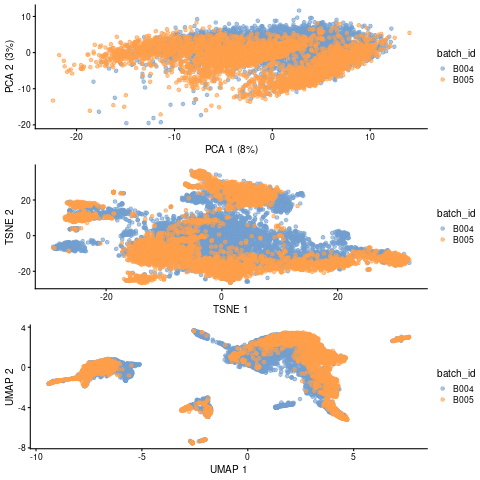 10
0
-10
-20
PCA 2 (3%)
-20
-10
0
10
PCA 1 (8%)
batch_id
B004
B005
20
0
-20
TSNE 2
-20
0
20
TSNE 1
batch_id
B004
B005
4
0
-4
-8
UMAP 2
-10
-5
0
5
UMAP 1
batch_id
B004
B005